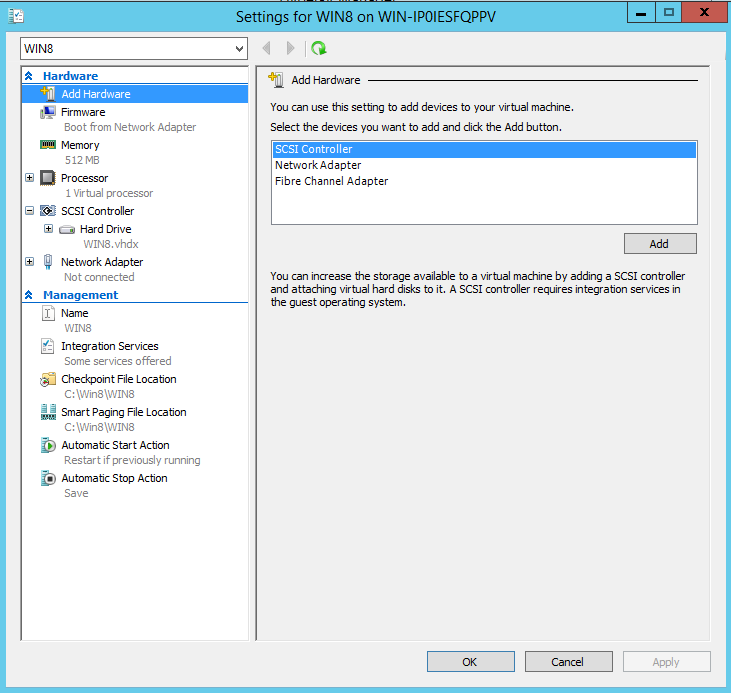 Settings for WIN8 on WIN-IP0IESFQPPV
WIN8
Hardware
Add Hardware
Firmware
Boot from Network Adapter
Memory
512 MB
Processor
1 Virtual processor
SCSI Controller
Hard Drive
WIN8.vhdx
Network Adapter
Not connected
Management
Name
WIN8
Integration Services
Some services offered
Checkpoint File Location
C:\Win8\WIN8
Smart Paging File Location
C:\Win8\WIN8
Automatic Start Action
Restart if previously running
Automatic Stop Action
Save
Add Hardware
You can use this setting to add devices to your virtual machine.
Select the devices you want to add and click the Add button.
SCSI Controller
Network Adapter
Fibre Channel Adapter
Add
You can increase the storage available to a virtual machine by adding a SCSI controller
and attaching virtual hard disks to it. A SCSI controller requires integration services in
the guest operating system.
OK
Cancel
Apply